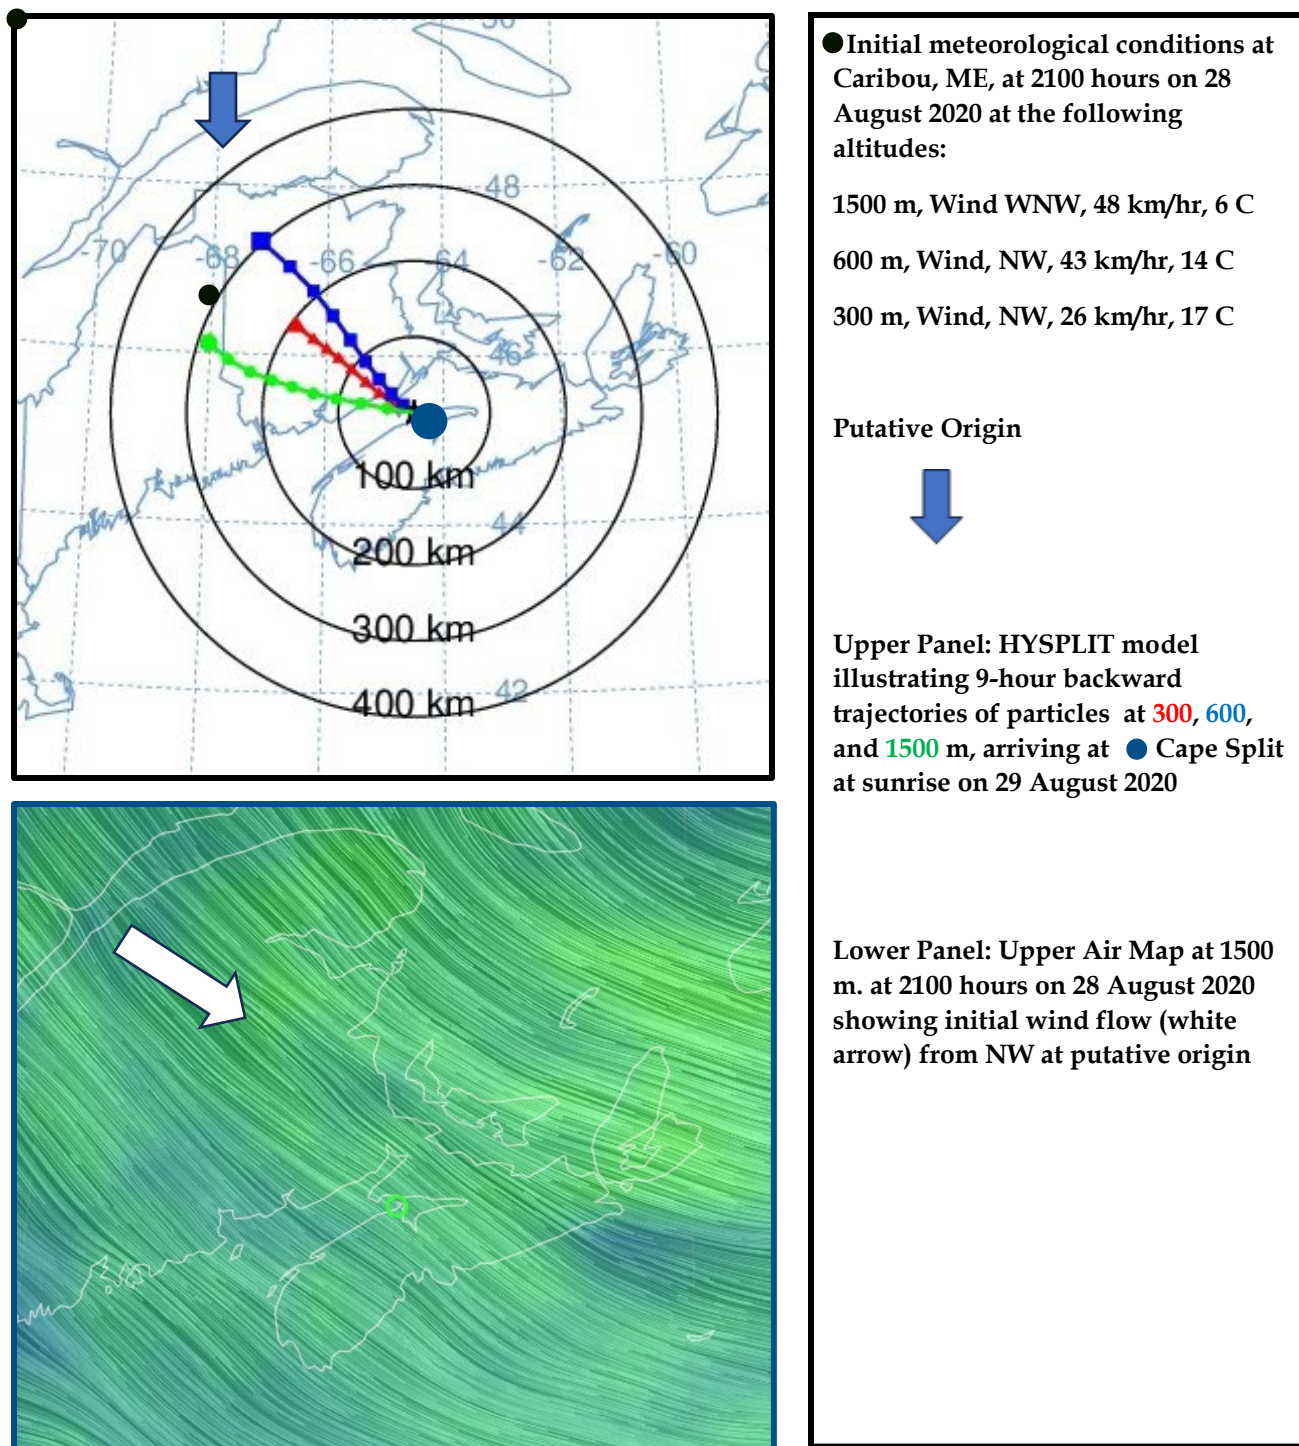 50
48
-70
-68
-66
64
-62
-60
46
100 km
44
200 km
300 km
42
400 km
Initial meteorological conditions at
Caribou, ME, at 2100 hours on 28
August 2020 at the following
altitudes:
1500 m, Wind WNW, 48 km/hr, 6 C
600 m, Wind, NW, 43 km/hr, 14 C
300 m, Wind, NW, 26 km/hr, 17 C
Putative Origin
Upper Panel: HYSPLIT model
illustrating 9-hour backward
trajectories of particles at 300, 600,
and 1500 m, arriving at Cape Split
at sunrise on 29 August 2020
Lower Panel: Upper Air Map at 1500
m. at 2100 hours on 28 August 2020
showing initial wind flow (white
arrow) from NW at putative origin